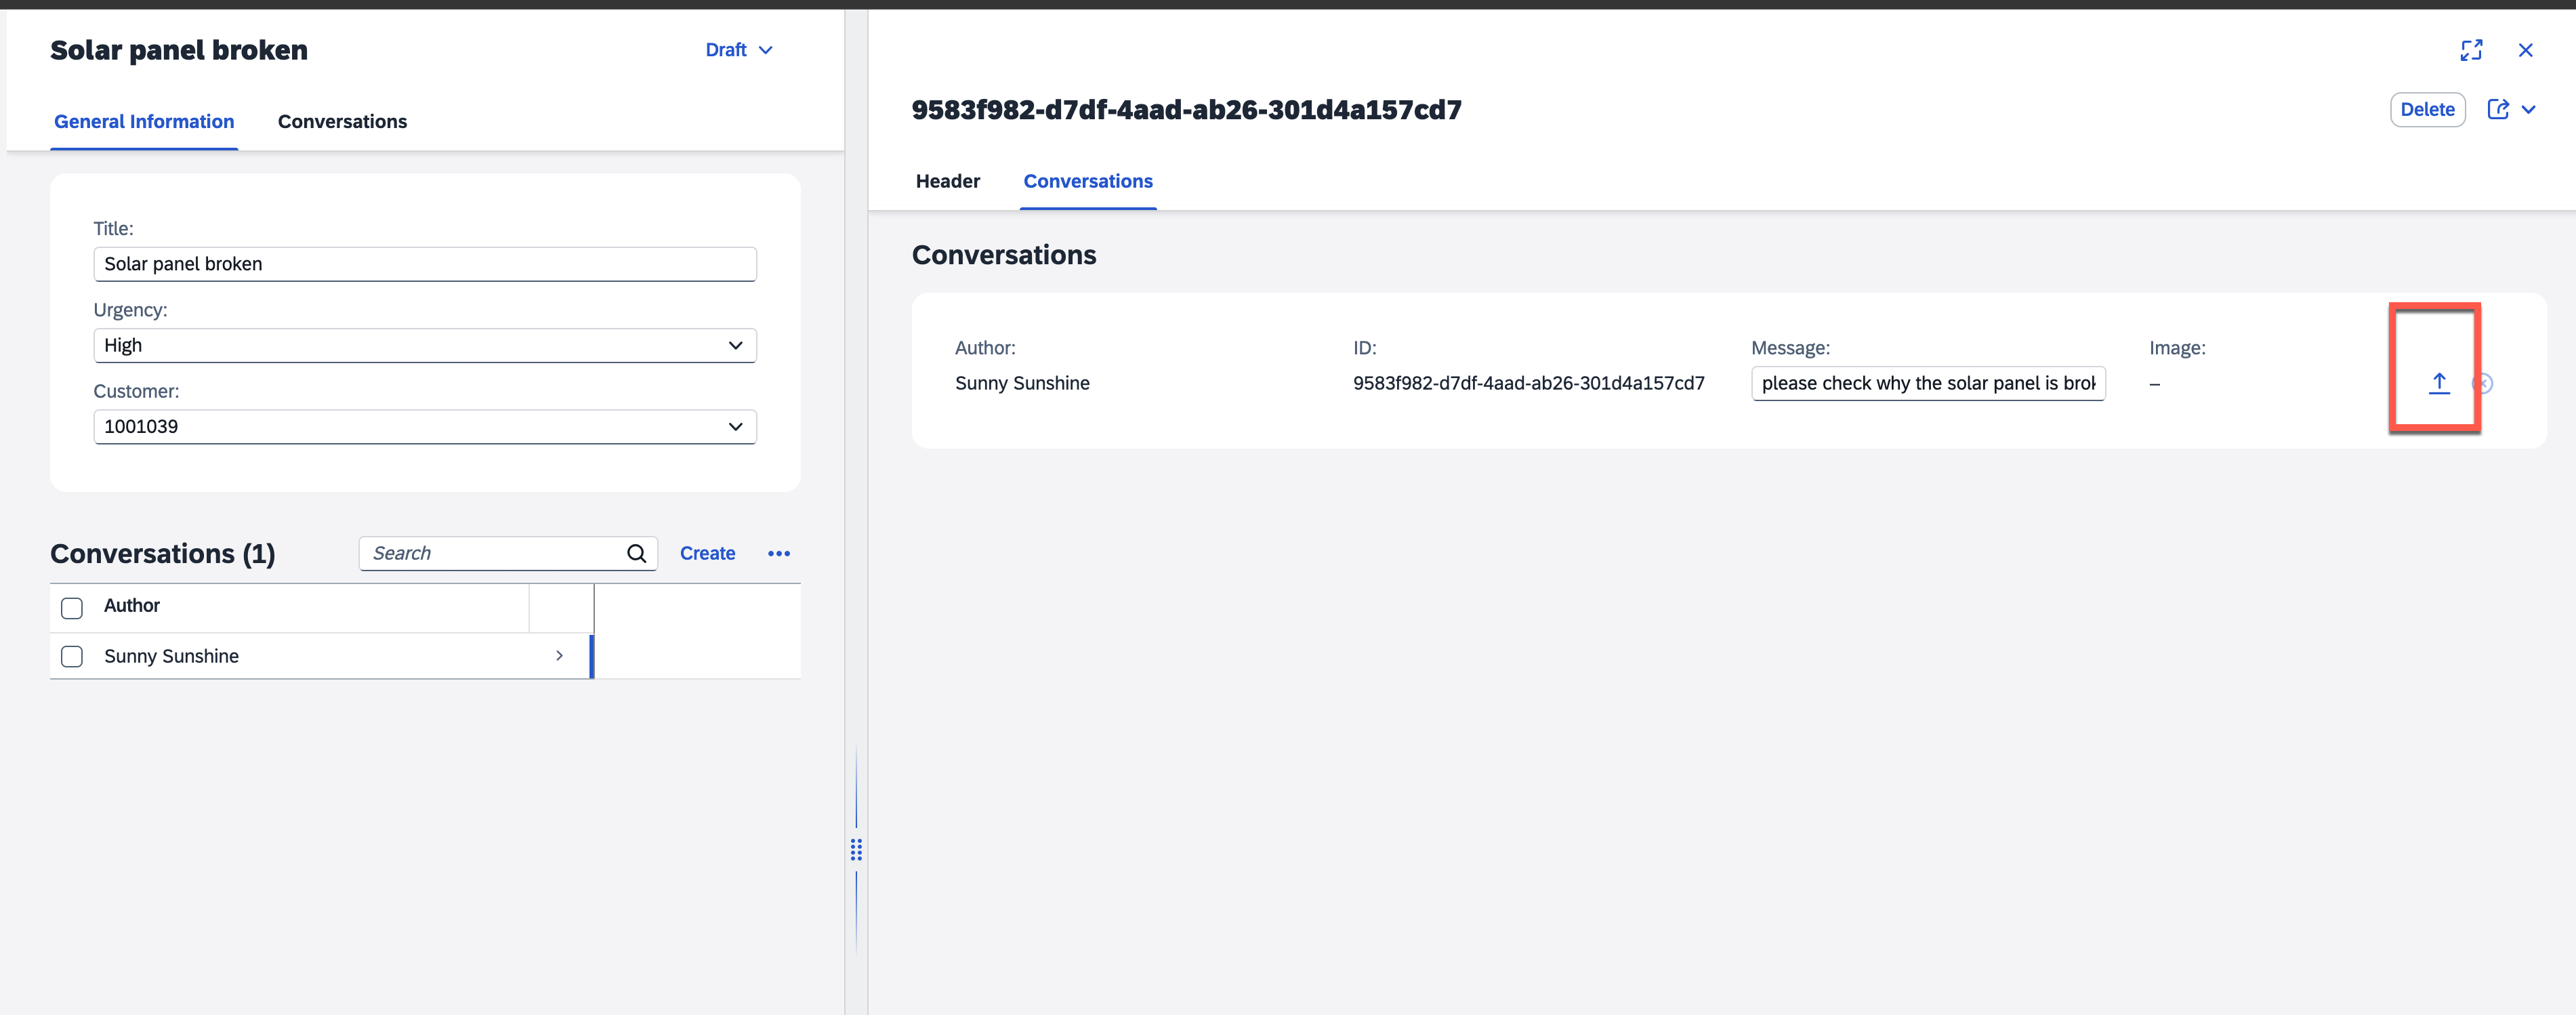 Solar panel broken
Draft
General Information
Conversations
Title:
Solar panel broken
Urgency:
High
Customer:
1001039
Conversations (1)
Search
Create
Author
Sunny Sunshine
9583f982-d7df-4aad-ab26-301d4a157cd7
Delete
Header
Conversations
Conversations
Author:
Sunny Sunshine
ID:
9583f982-d7df-4aad-ab26-301d4a157cd7
Message:
please check why the solar panel is brok
Image:
–